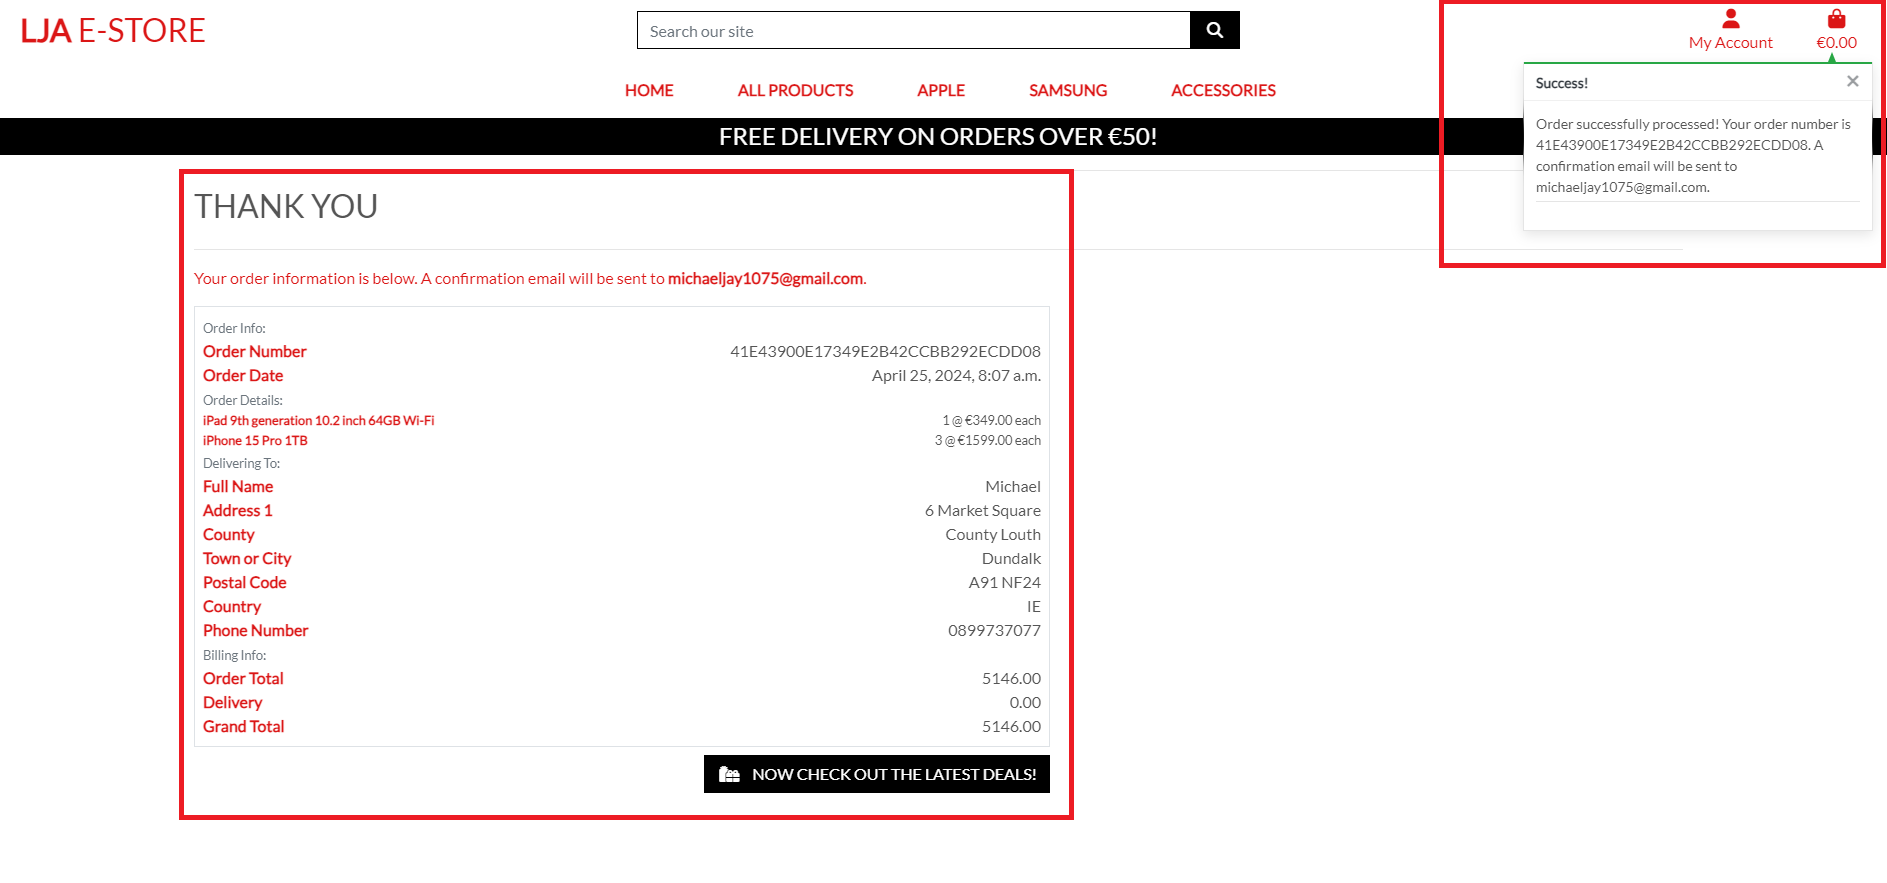 LJA E-STORE
Search our site
My Account
€0.00
HOME ALL PRODUCTS APPLE SAMSUNG ACCESSORIES
FREE DELIVERY ON ORDERS OVER €50!
Success!
×
Order successfully processed! Your order number is
41E43900E17349E2B42CCBB292ECDD08. A
confirmation email will be sent to
michaeljay1075@gmail.com.
THANK YOU
Your order information is below. A confirmation email will be sent to michaeljay1075@gmail.com.
Order Info:
Order Number 41E43900E17349E2B42CCBB292ECDD08
Order Date April 25, 2024, 8:07 a.m.
Order Details:
iPad 9th generation 10.2 inch 64GB Wi-Fi 1 @ €349.00 each
iPhone 15 Pro 1TB 3 @ €1599.00 each
Delivering To:
Full Name Michael
Address 1 6 Market Square
County County Louth
Town or City Dundalk
Postal Code A91 NF24
Country IE
Phone Number 0899737077
Billing Info:
Order Total 5146.00
Delivery 0.00
Grand Total 5146.00
NOW CHECK OUT THE LATEST DEALS!